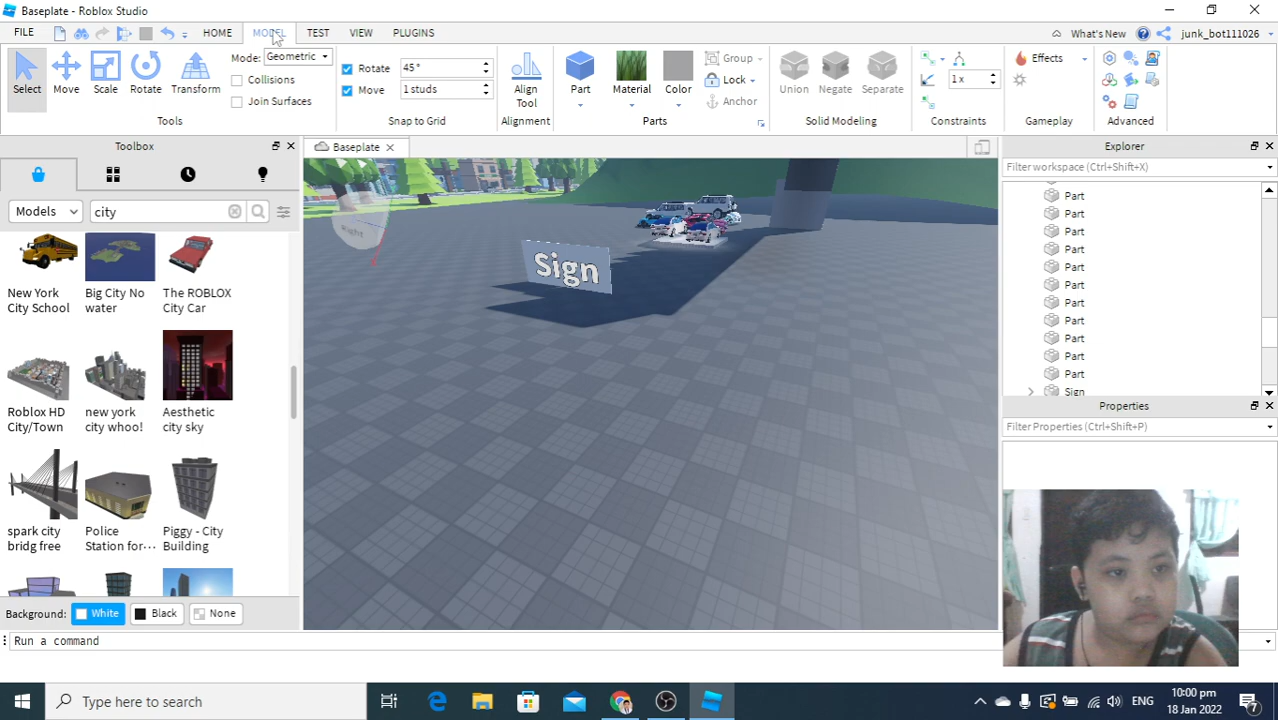 Baseplate - Roblox Studio
FILE HOME MODEL TEST VIEW PLUGINS What's New junk_bot111026
Select Move Scale Rotate Transform
Mode: Geometric
Collisions
Join Surfaces
Tools
Rotate 45°
Move 1 studs
Snap to Grid
Align Tool
Alignment
Part Material Color
Group
Lock
Anchor
Parts
Union Negate Separate
Solid Modeling
1 x
Constraints
Effects
Gameplay
Advanced
Toolbox
Models city
New York City School
Big City No water
The ROBLOX City Car
Roblox HD City/Town
new york city whoo!
Aesthetic city sky
spark city bridg free
Police Station for...
Piggy - City Building
Background: White Black None
Baseplate
Right
Sign
Explorer
Filter workspace (Ctrl+Shift+X)
Part
Part
Part
Part
Part
Part
Part
Part
Part
Part
Part
Sign
Properties
Filter Properties (Ctrl+Shift+P)
Run a command
Type here to search
ENG
10:00 pm
18 Jan 2022
7